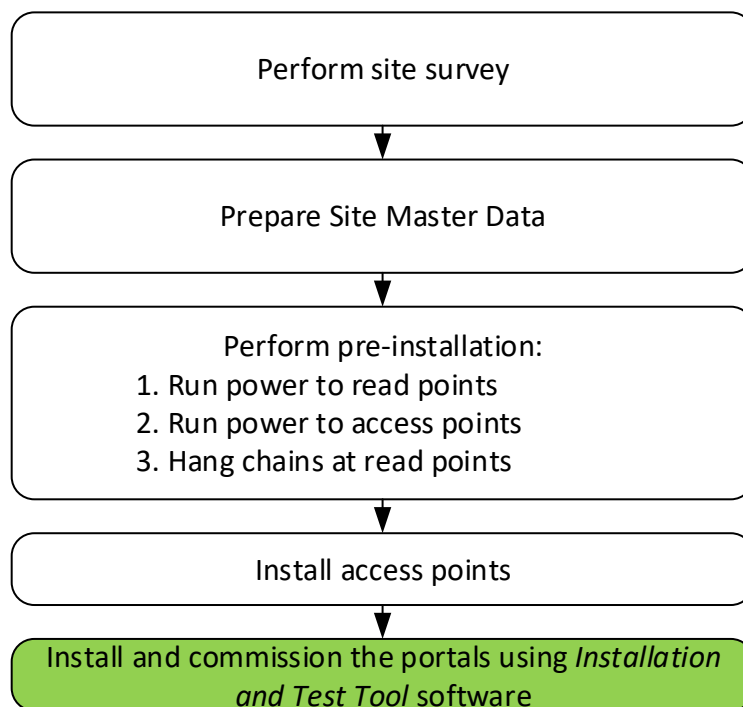 Perform site survey
Prepare Site Master Data
Perform pre-installation:
1. Run power to read points
2. Run power to access points
3. Hang chains at read points
Install access points
Install and commission the portals using Installation
and Test Tool software